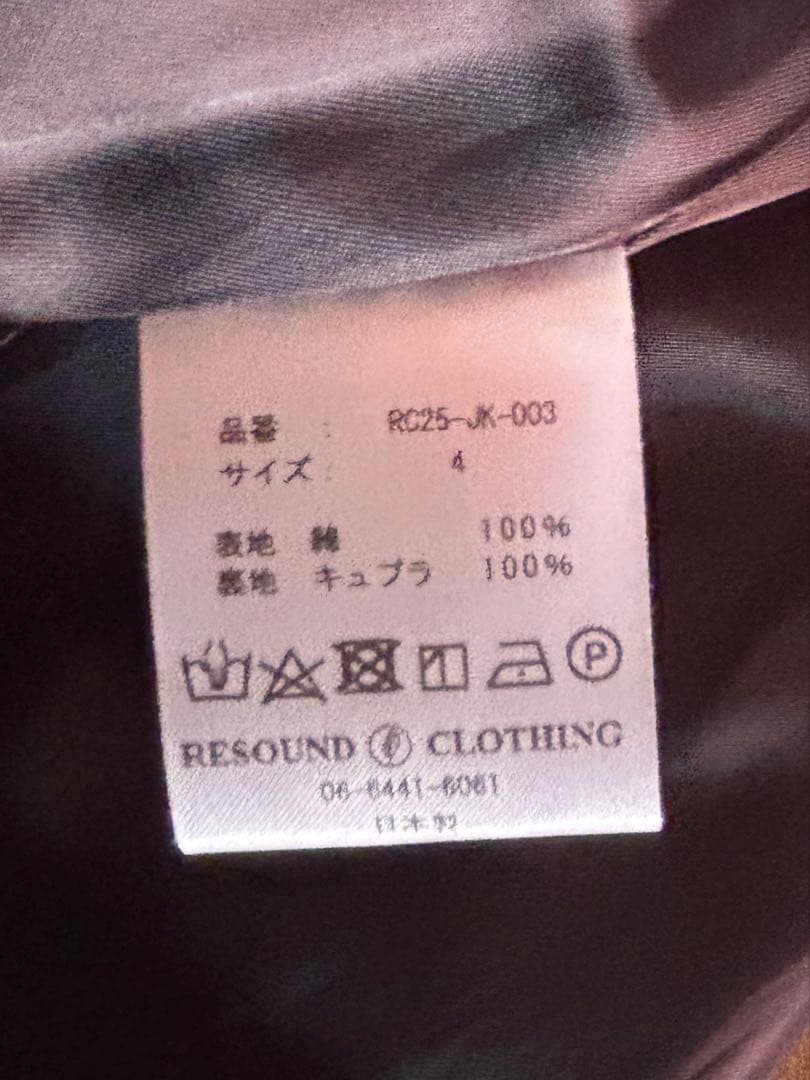 品番 : RC25-JK-003
サイズ : 4
表地 綿 100%
裏地 キュプラ 100%
P
RESOUND CLOTHING
06-6441-6061
日本製